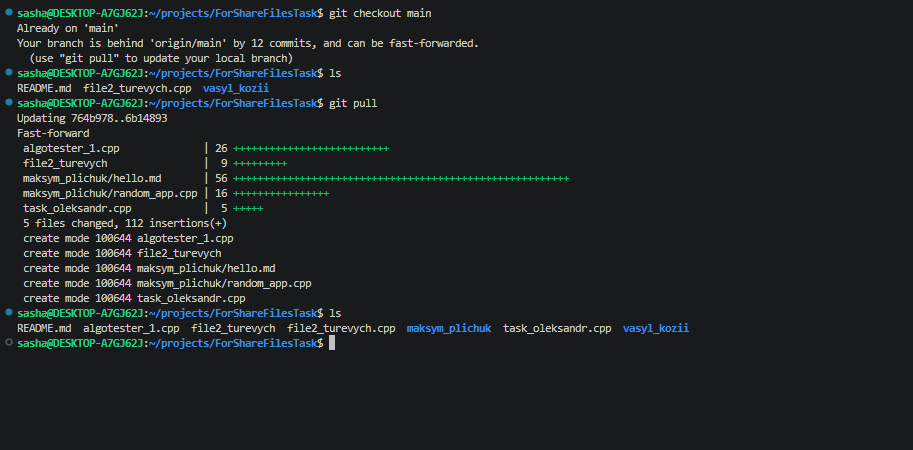 sasha@DESKTOP-A7GJ62J:~/projects/ForShareFilesTask$ git checkout main
Already on 'main'
Your branch is behind 'origin/main' by 12 commits, and can be fast-forwarded.
  (use "git pull" to update your local branch)
sasha@DESKTOP-A7GJ62J:~/projects/ForShareFilesTask$ ls
README.md  file2_turevych.cpp  vasyl_kozii
sasha@DESKTOP-A7GJ62J:~/projects/ForShareFilesTask$ git pull
Updating 764b978..6b14893
Fast-forward
 algotester_1.cpp              | 26 ++++++++++++++++++++++++++
 file2_turevych                |  9 +++++++++
 maksym_plichuk/hello.md       | 56 ++++++++++++++++++++++++++++++++++++++++++++++++++++++++
 maksym_plichuk/random_app.cpp | 16 ++++++++++++++++
 task_oleksandr.cpp            |  5 +++++
 5 files changed, 112 insertions(+)
 create mode 100644 algotester_1.cpp
 create mode 100644 file2_turevych
 create mode 100644 maksym_plichuk/hello.md
 create mode 100644 maksym_plichuk/random_app.cpp
 create mode 100644 task_oleksandr.cpp
sasha@DESKTOP-A7GJ62J:~/projects/ForShareFilesTask$ ls
README.md  algotester_1.cpp  file2_turevych  file2_turevych.cpp  maksym_plichuk  task_oleksandr.cpp  vasyl_kozii
sasha@DESKTOP-A7GJ62J:~/projects/ForShareFilesTask$